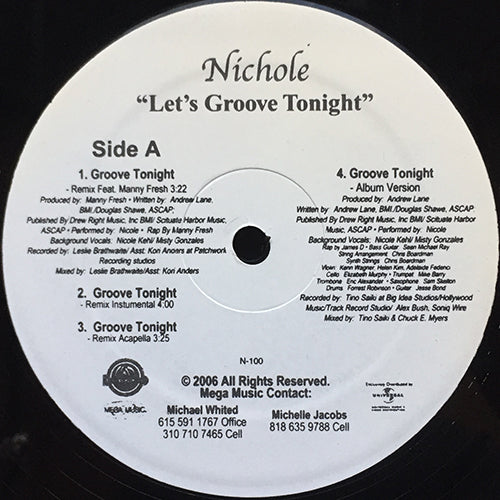 Nichole
"Let's Groove Tonight"
Side A
1. Groove Tonight
- Remix Feat. Manny Fresh 3:22
Produced by: Manny Fresh • Written by: Andrew Lane,
BMI./Douglas Shawe, ASCAP.
Published By Drew Right Music, Inc BMI/ Scituate Harbor Music,
ASCAP • Performed by: Nicole • Rap By Manny Fresh
Background Vocals: Nicole Kehl/ Misty Gonzales
Recorded by: Leslie Brathwaite/Asst. Kori Anders at Patchwork
Recording studios
Mixed by: Leslie Brathwaite/Asst: Kori Anders
2. Groove Tonight
- Remix Instumental 4:00
3. Groove Tonight
- Remix Acapella 3:25
4. Groove Tonight
- Album Version
Produced by: Andrew Lane
Written by: Andrew Lane, BMI./Douglas Shawe, ASCAP.
Published By Drew Right Music, Inc BMI/ Scituate Harbor
Music, ASCAP • Performed by: Nicole
Background Vocals: Nicole Kehl/ Misty Gonzales
Rap by James D • Bass Guitar Sean Michael Ray
String Arrangement Chris Boardman
Synth Strings Chris Boardman
Vioin: Kenn Wagner, Helen Kim, Adelaide Fedenci
Cello: Elizabeth Murphy • Trumpet Mike Barry
Trombone Eric Alexander • Saxophone Sam Skelton
Drums Forrest Robinson • Guitar Jesse Bond
Recorded by: Tino Saiki at Big Idea Studios/Hollywood
Music/Track Record Studio/ Alex Bush, Soniq Wire
Mixed by: Tino Saiki & Chuck E. Myers
N-100
MEGA MUSIC.
© 2006 All Rights Reserved.
Mega Music Contact:
Michael Whited
615 591 1767 Office
310 710 7465 Cell
Michelle Jacobs
818 635 9788 Cell
Exclusively Distributed by
UNIVERSAL